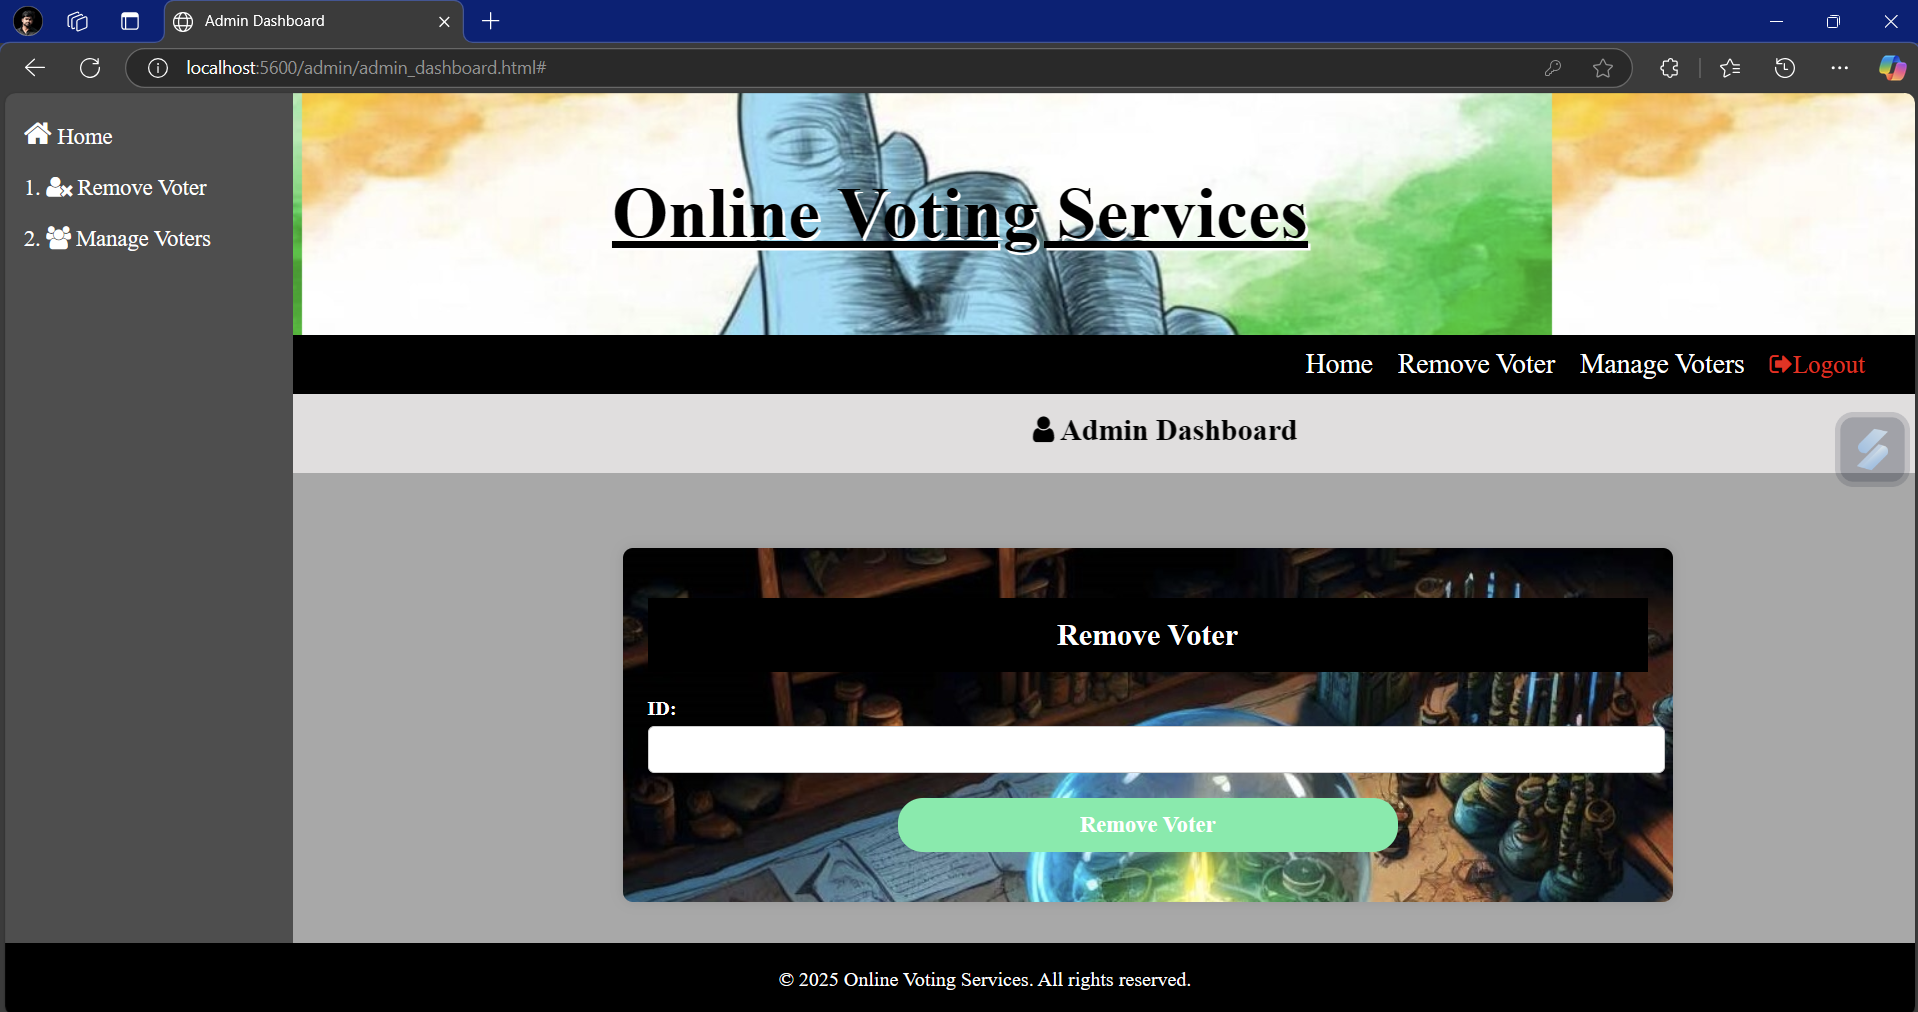 Admin Dashboard
localhost:5600/admin/admin_dashboard.html#
Home
1. Remove Voter
2. Manage Voters
Online Voting Services
Home Remove Voter Manage Voters Logout
Admin Dashboard
Remove Voter
ID:
Remove Voter
© 2025 Online Voting Services. All rights reserved.